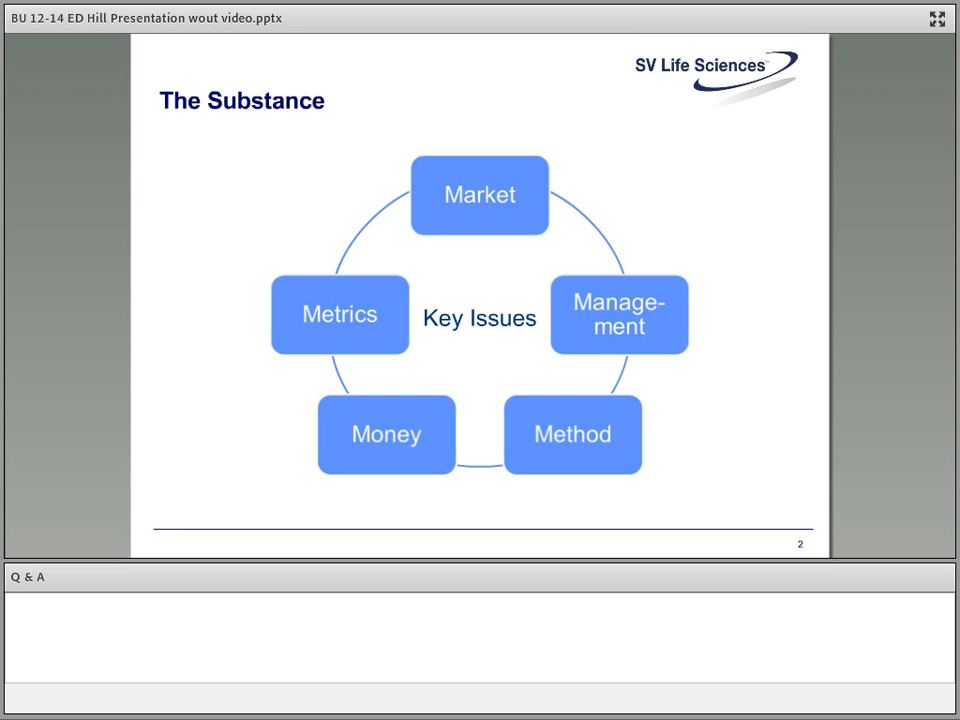 BU 12-14 ED Hill Presentation wout video.pptx
SV Life Sciences™
The Substance
Market
Metrics
Key Issues
Manage-
ment
Money
Method
2
Q & A